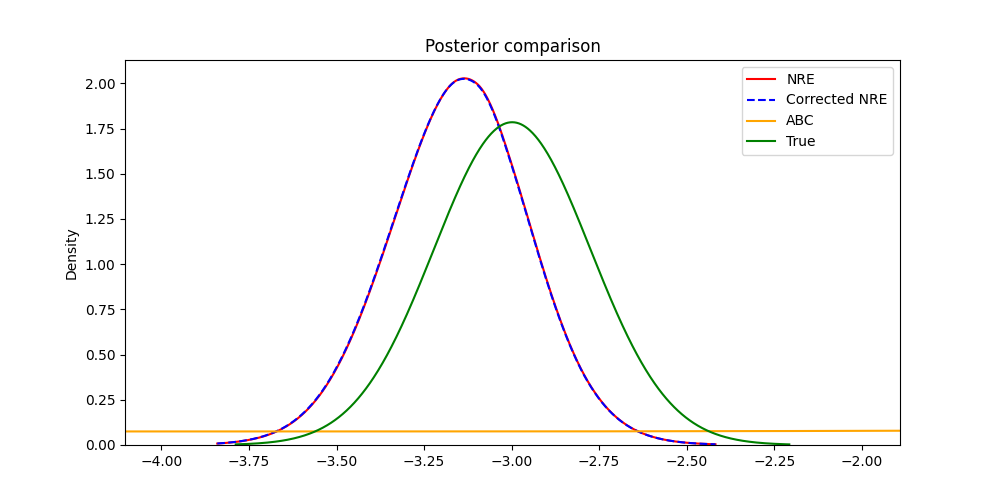 Posterior comparison
NRE
Corrected NRE
ABC
True
Density
2.00
1.75
1.50
1.25
1.00
0.75
0.50
0.25
0.00
−4.00 −3.75 −3.50 −3.25 −3.00 −2.75 −2.50 −2.25 −2.00